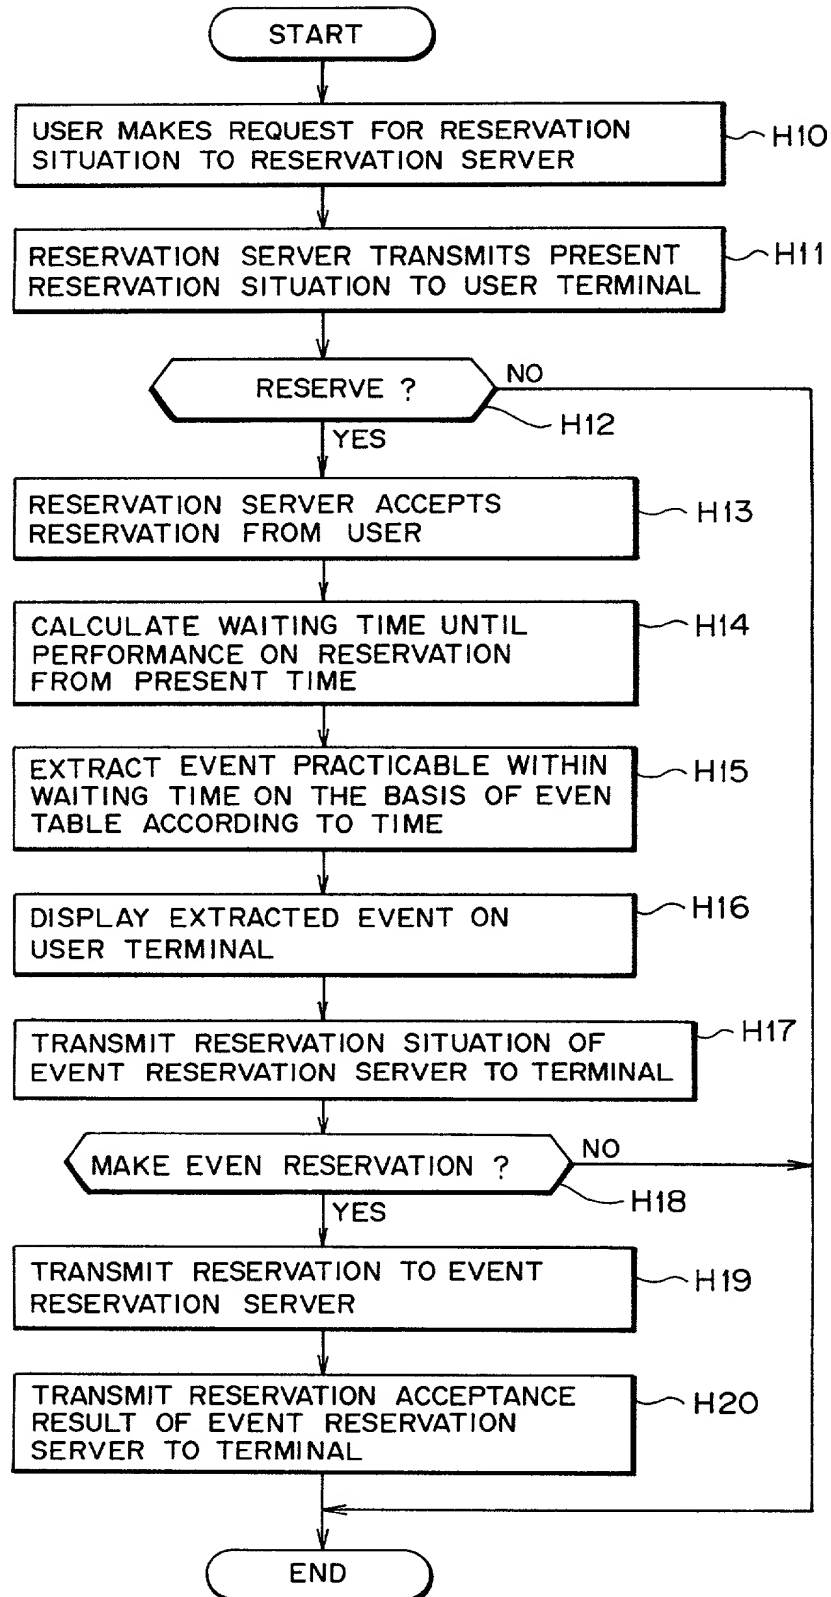 START
USER MAKES REQUEST FOR RESERVATION
SITUATION TO RESERVATION SERVER
H10
RESERVATION SERVER TRANSMITS PRESENT
RESERVATION SITUATION TO USER TERMINAL
H11
RESERVE ?
NO
H12
YES
RESERVATION SERVER ACCEPTS
RESERVATION FROM USER
H13
CALCULATE WAITING TIME UNTIL
PERFORMANCE ON RESERVATION
FROM PRESENT TIME
H14
EXTRACT EVENT PRACTICABLE WITHIN
WAITING TIME ON THE BASIS OF EVEN
TABLE ACCORDING TO TIME
H15
DISPLAY EXTRACTED EVENT ON
USER TERMINAL
H16
TRANSMIT RESERVATION SITUATION OF
EVENT RESERVATION SERVER TO TERMINAL
H17
MAKE EVEN RESERVATION ?
NO
H18
YES
TRANSMIT RESERVATION TO EVENT
RESERVATION SERVER
H19
TRANSMIT RESERVATION ACCEPTANCE
RESULT OF EVENT RESERVATION
SERVER TO TERMINAL
H20
END